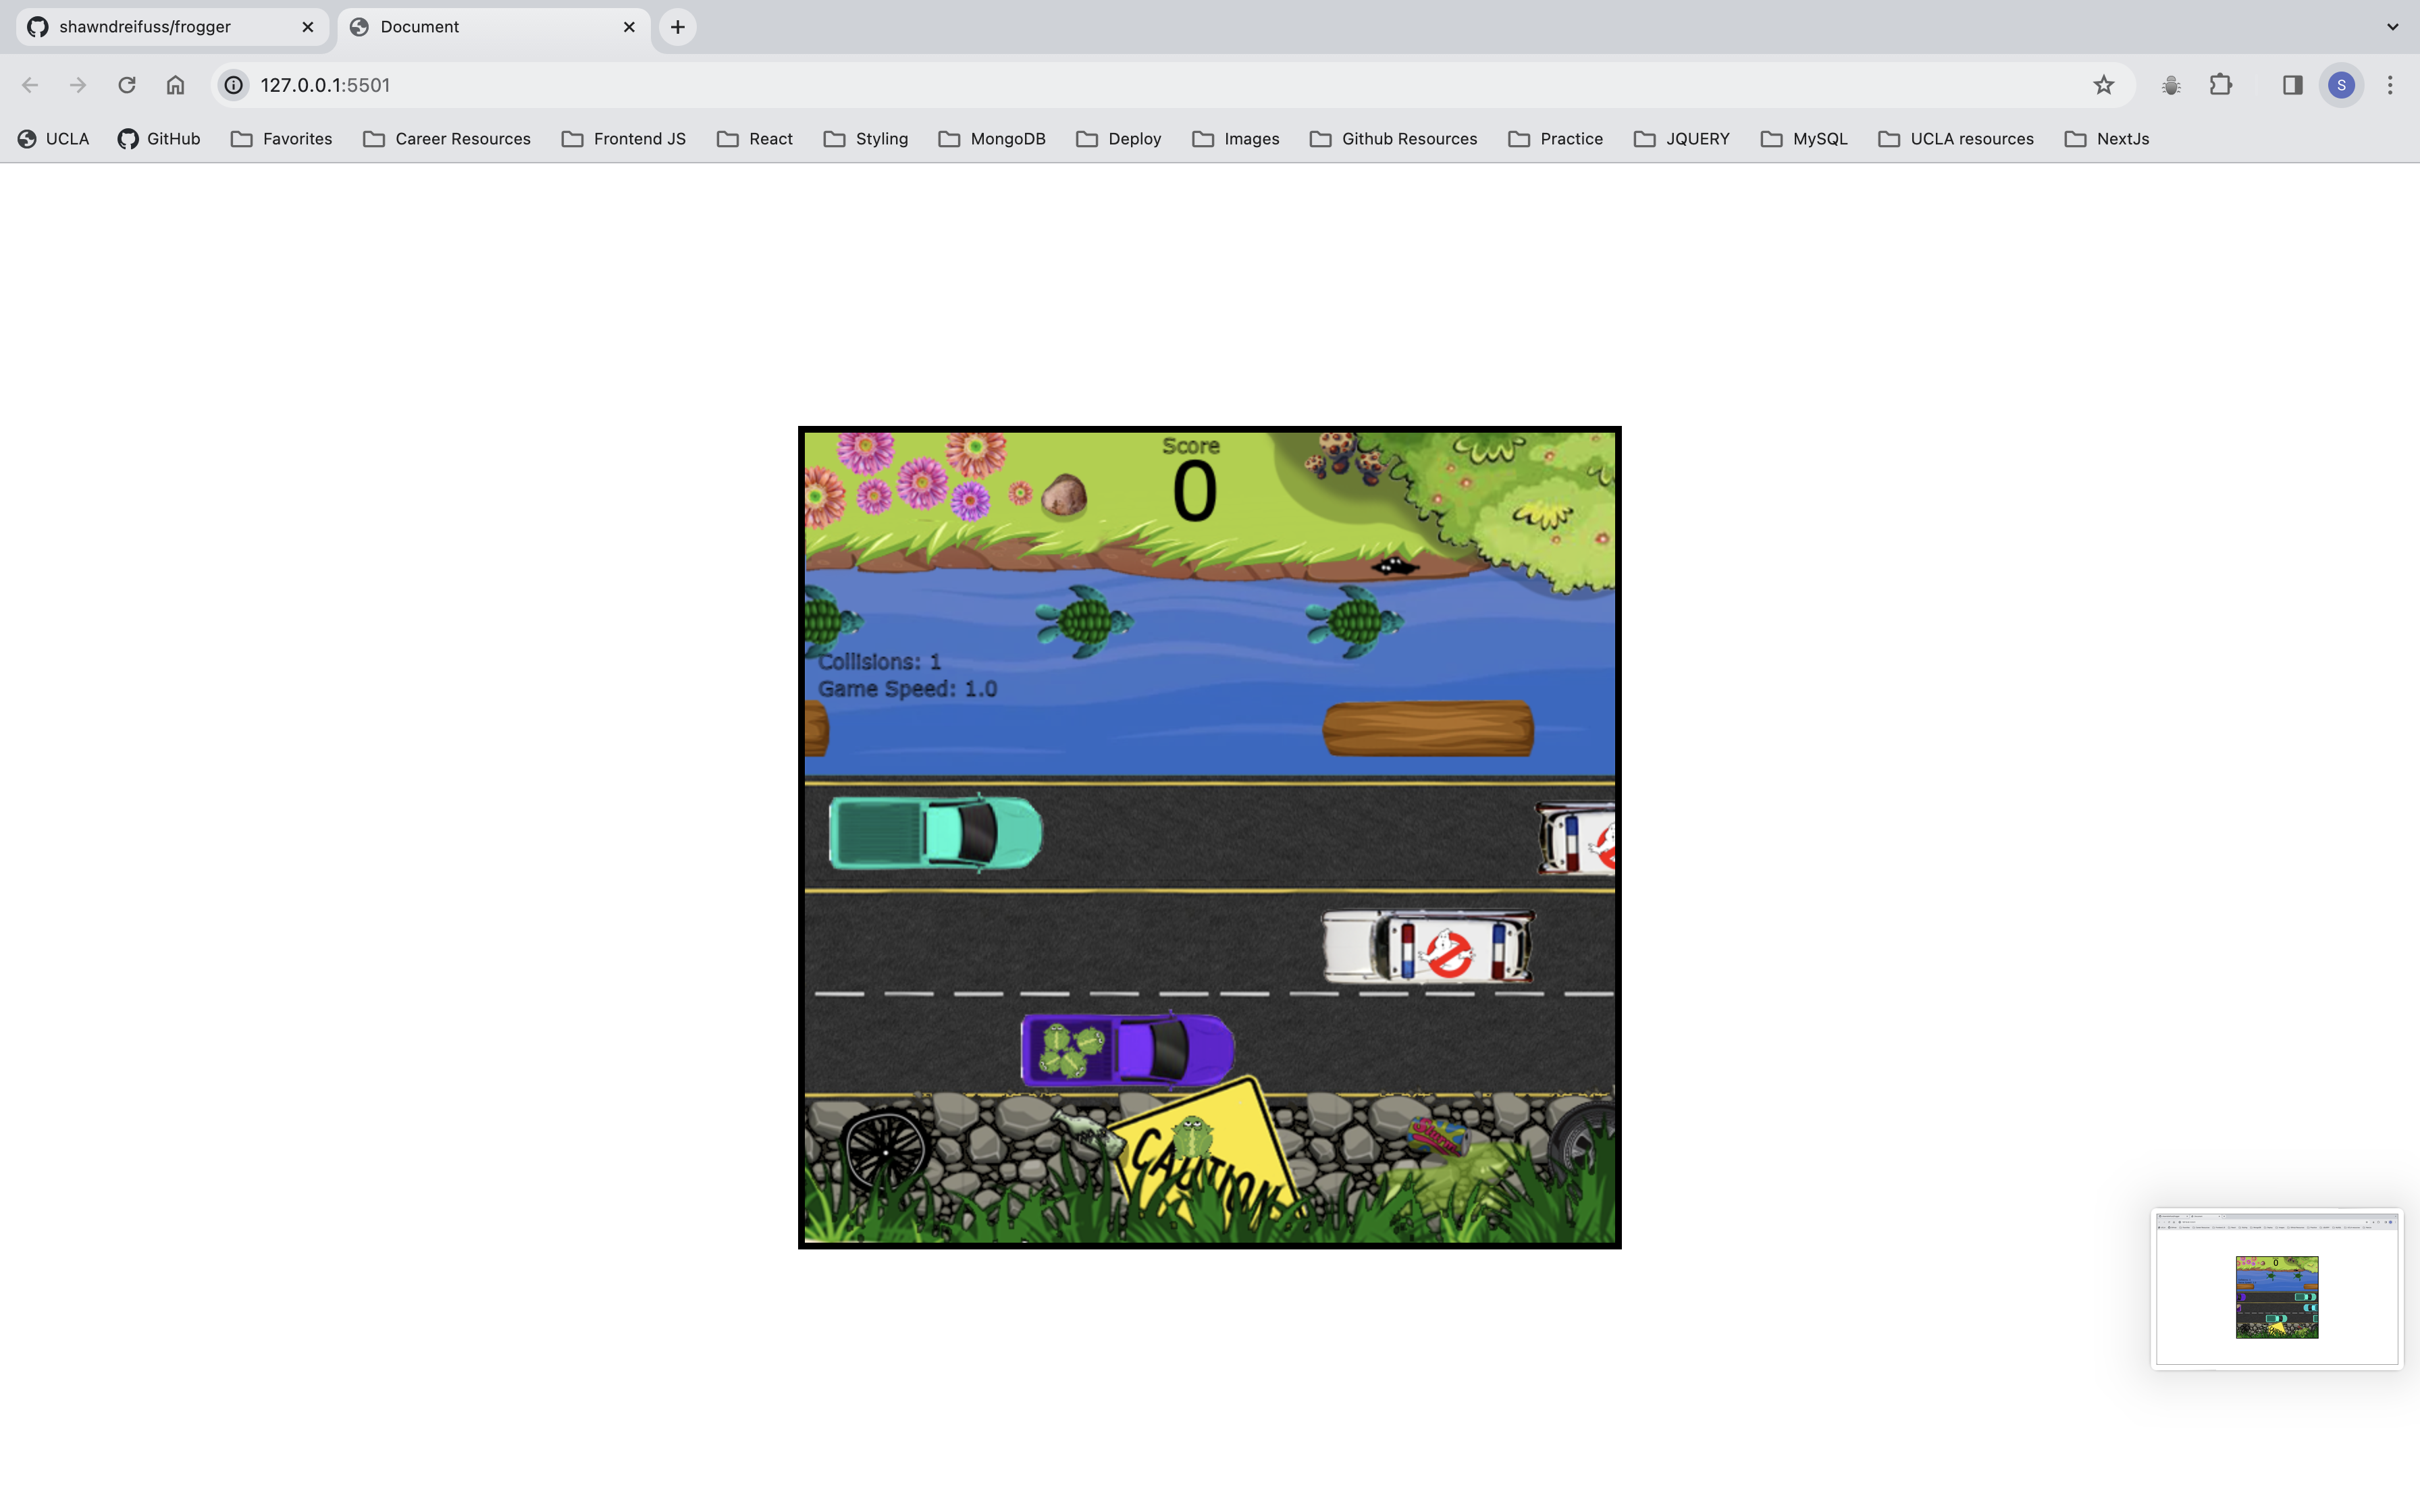 shawndreifuss/frogger
Document
127.0.0.1:5501
S
UCLA
GitHub
Favorites
Career Resources
Frontend JS
React
Styling
MongoDB
Deploy
Images
Github Resources
Practice
JQUERY
MySQL
UCLA resources
NextJs
Score
0
Collisions: 1
Game Speed: 1.0
CAUTION
0